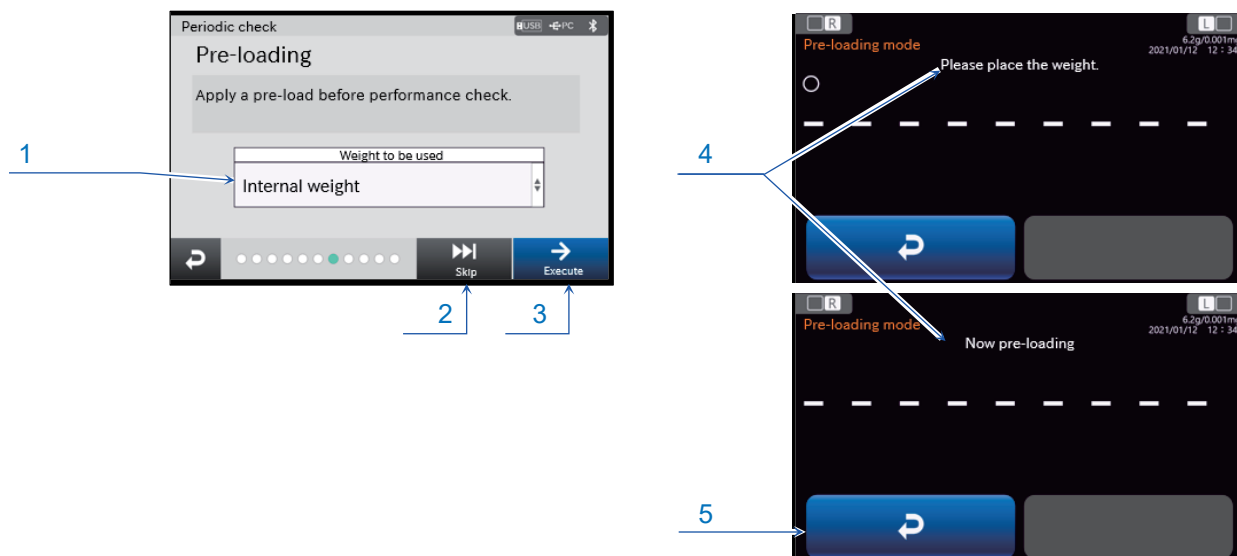 Periodic check
USB PC
Pre-loading
Apply a pre-load before performance check.
Weight to be used
Internal weight
Skip
Execute
1
2
3
R
L
Pre-loading mode
6.2g/0.001m
2021/01/12 12:34
Please place the weight.
4
R
L
Pre-loading mode
6.2g/0.001m
2021/01/12 12:34
Now pre-loading
5